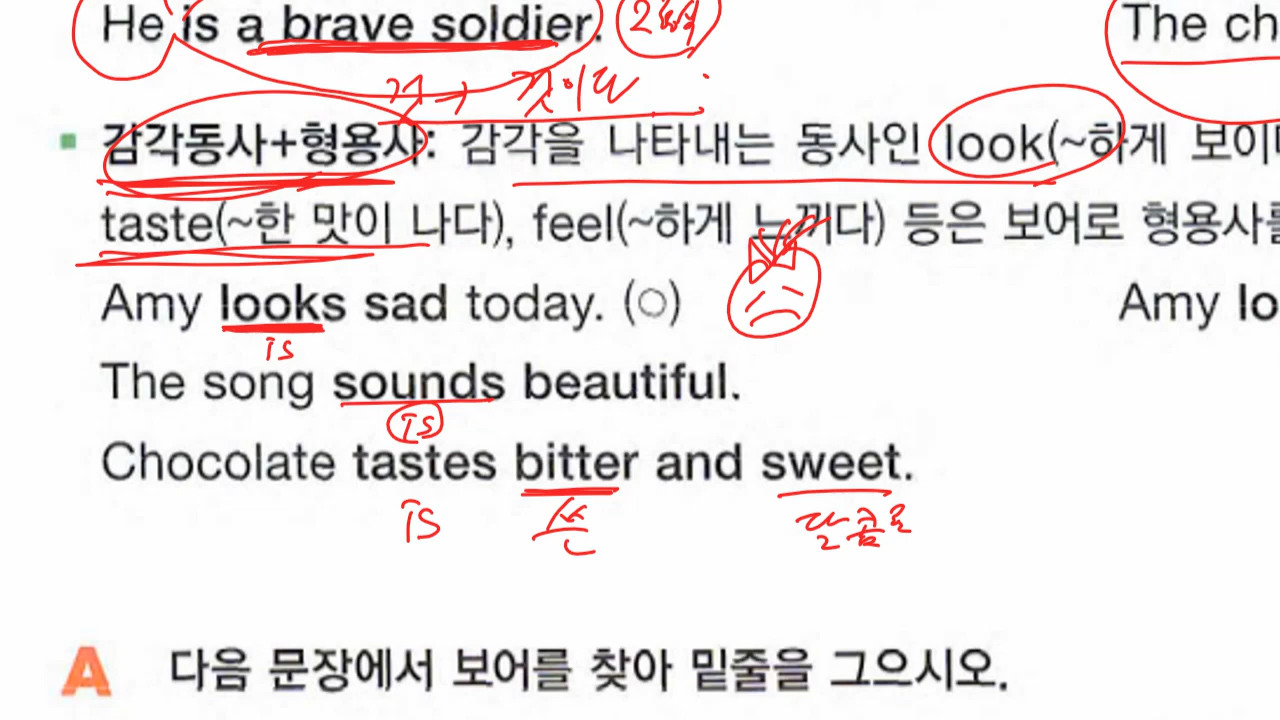 He is a brave soldier. 2형식
The ch
것이다
감각동사+형용사: 감각을 나타내는 동사인 look(~하게 보이
taste(~한 맛이 나다), feel(~하게 느끼다) 등은 보어로 형용사를
Amy looks sad today. (○)
Amy lo
is
The song sounds beautiful.
is
Chocolate tastes bitter and sweet.
is 쓴 달콤
A 다음 문장에서 보어를 찾아 밑줄을 그으시오.